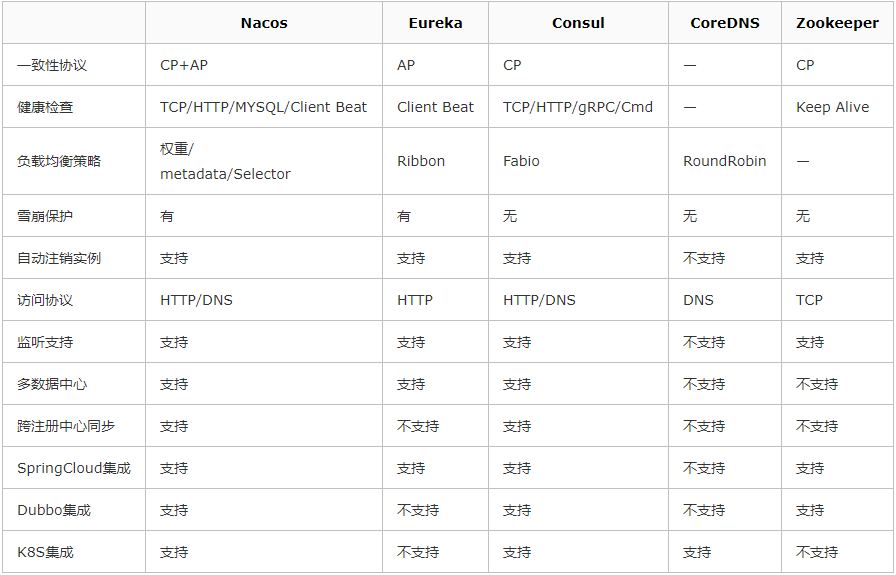 Nacos Eureka Consul CoreDNS Zookeeper
一致性协议 CP+AP AP CP — CP
健康检查 TCP/HTTP/MYSQL/Client Beat Client Beat TCP/HTTP/gRPC/Cmd — Keep Alive
负载均衡策略 权重/
metadata/Selector Ribbon Fabio RoundRobin —
雪崩保护 有 有 无 无 无
自动注销实例 支持 支持 支持 不支持 支持
访问协议 HTTP/DNS HTTP HTTP/DNS DNS TCP
监听支持 支持 支持 支持 不支持 支持
多数据中心 支持 支持 支持 不支持 不支持
跨注册中心同步 支持 不支持 支持 不支持 不支持
SpringCloud集成 支持 支持 支持 不支持 支持
Dubbo集成 支持 不支持 支持 不支持 支持
K8S集成 支持 不支持 支持 支持 不支持